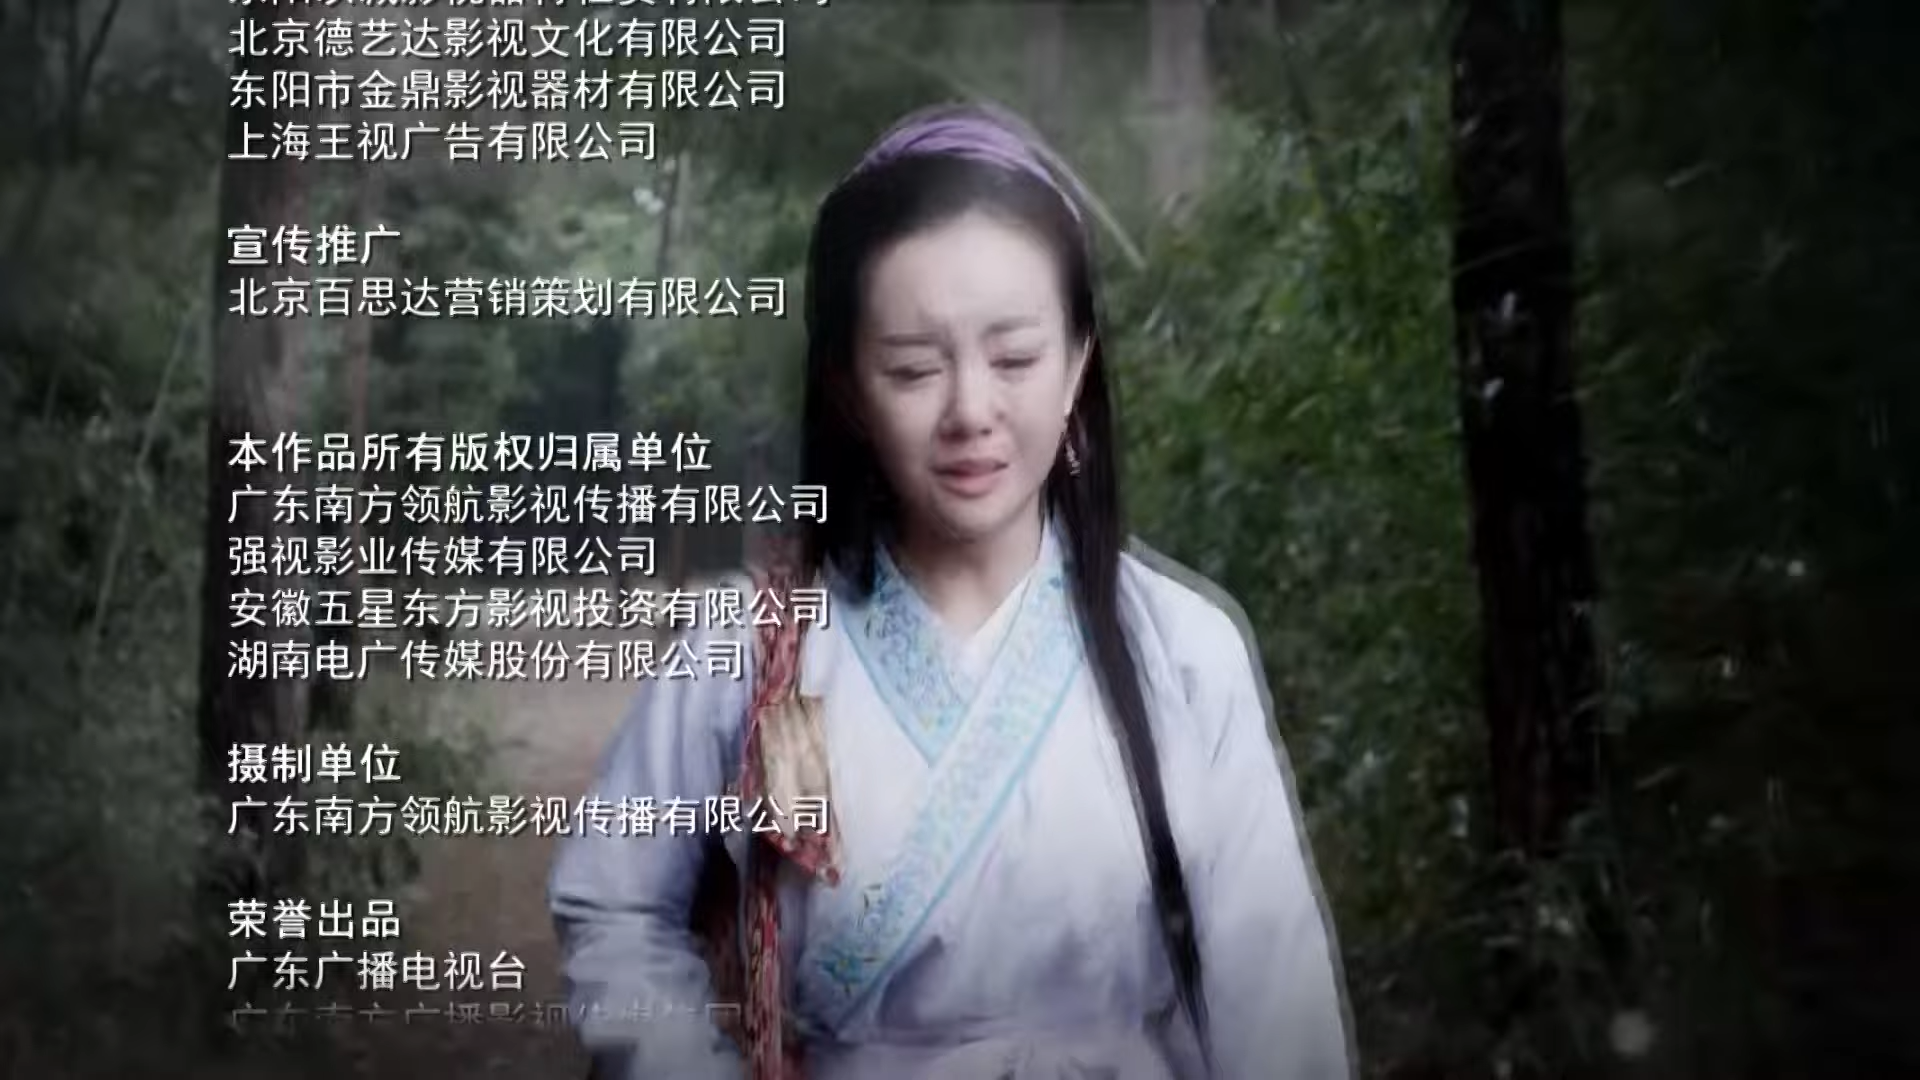 北京德艺达影视文化有限公司
东阳市金鼎影视器材有限公司
上海王视广告有限公司
宣传推广
北京百思达营销策划有限公司
本作品所有版权归属单位
广东南方领航影视传播有限公司
强视影业传媒有限公司
安徽五星东方影视投资有限公司
湖南电广传媒股份有限公司
摄制单位
广东南方领航影视传播有限公司
荣誉出品
广东广播电视台